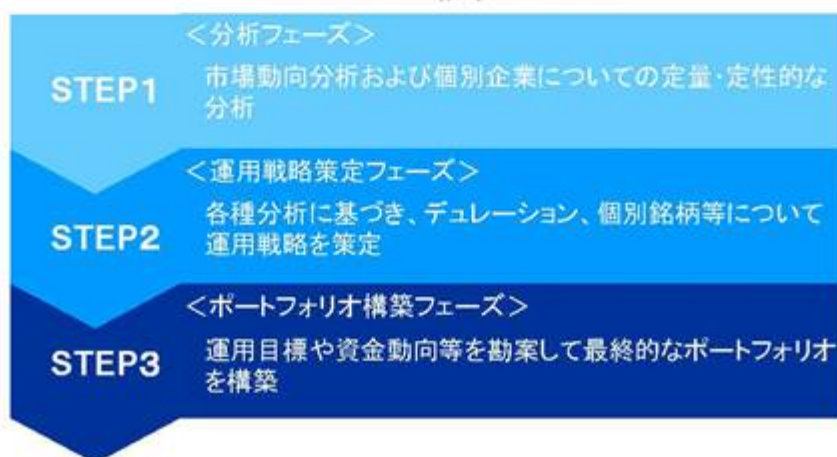 <分析フェーズ>
STEP1
市場動向分析および個別企業についての定量・定性的な
分析
<運用戦略策定フェーズ>
STEP2
各種分析に基づき、デュレーション、個別銘柄等について
運用戦略を策定
<ポートフォリオ構築フェーズ>
STEP3
運用目標や資金動向等を勘案して最終的なポートフォリオ
を構築